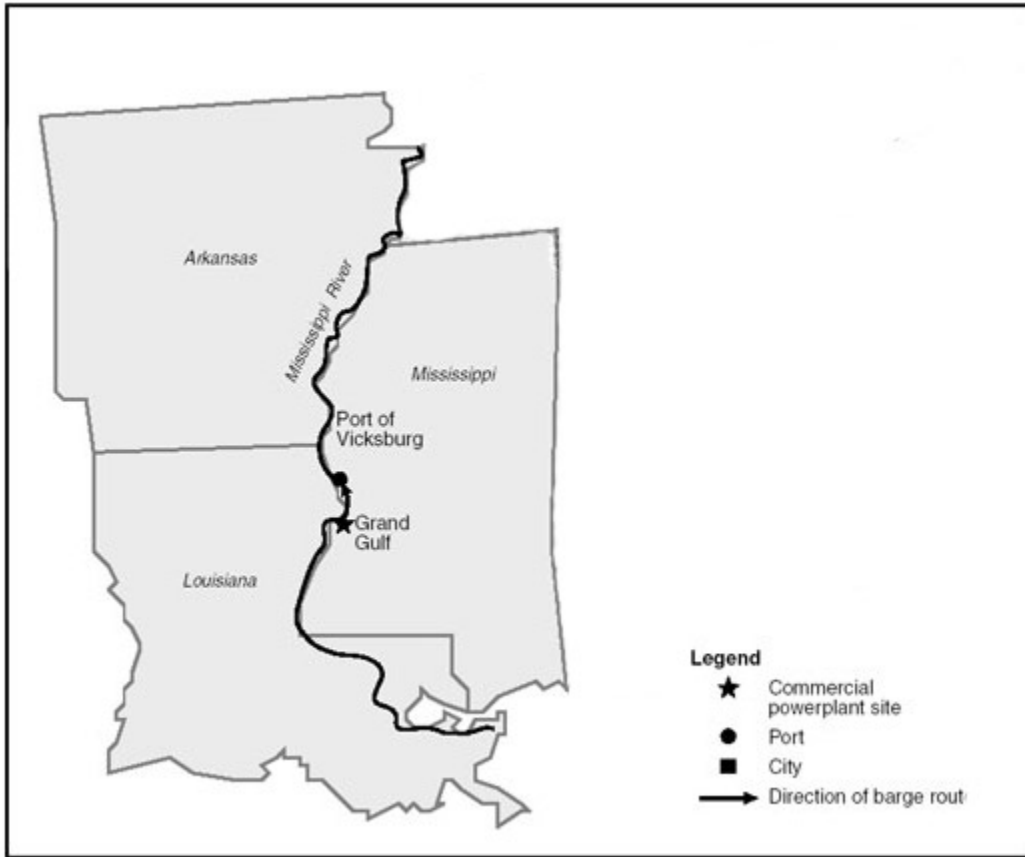 Arkansas
Mississippi River
Mississippi
Port of
Vicksburg
Grand
Gulf
Louisiana
Legend
Commercial
powerplant site
Port
City
Direction of barge rout